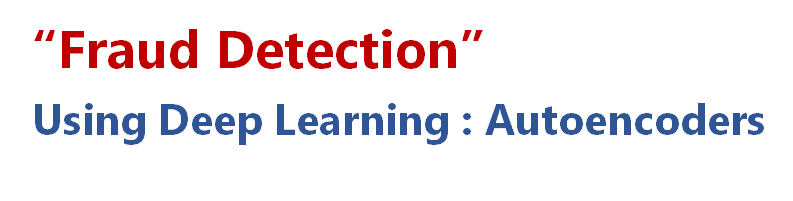 “Fraud Detection”
Using Deep Learning : Autoencoders